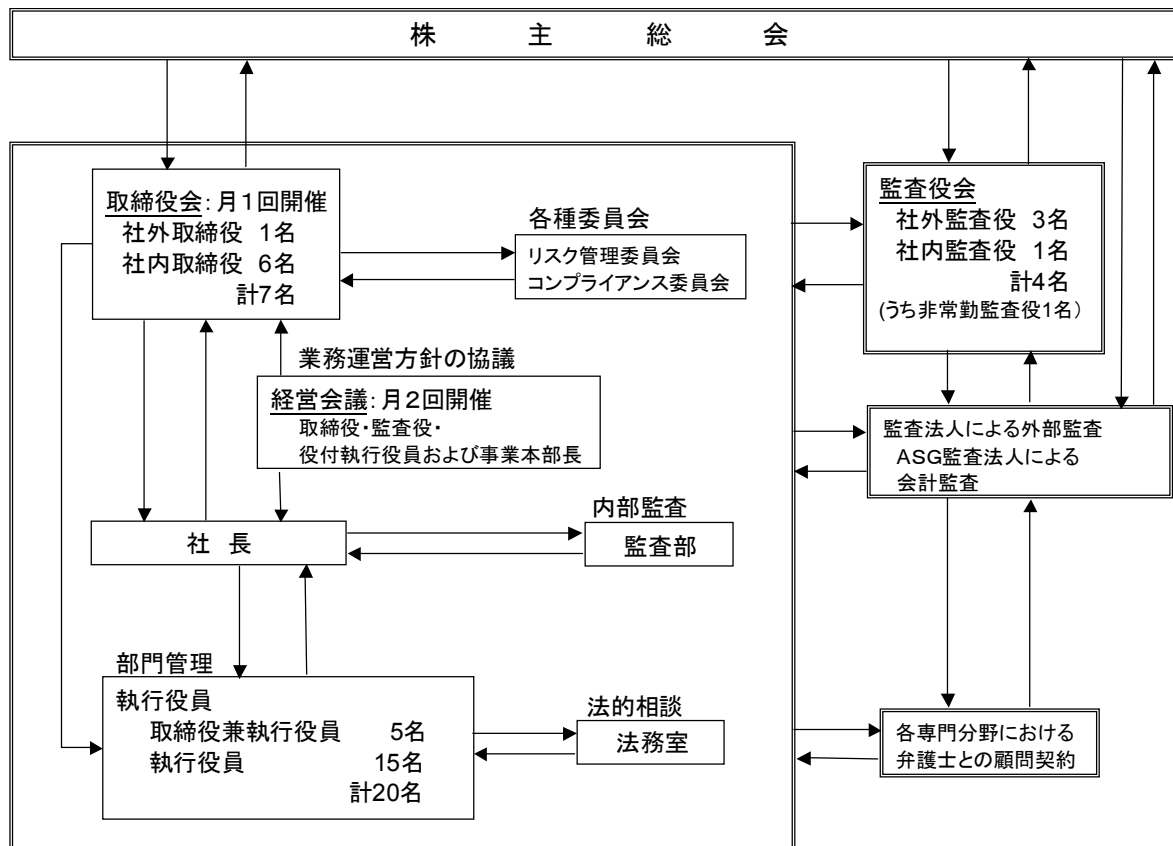 株主総会
取締役会：月１回開催
社外取締役 1名
社内取締役 6名
計7名
各種委員会
リスク管理委員会
コンプライアンス委員会
監査役会
社外監査役 3名
社内監査役 1名
計4名
(うち非常勤監査役1名）
業務運営方針の協議
経営会議：月２回開催
取締役・監査役・
役付執行役員および事業本部長
監査法人による外部監査
ASG監査法人による
会計監査
社 長
内部監査
監査部
部門管理
執行役員
取締役兼執行役員 5名
執行役員 15名
計20名
法的相談
法務室
各専門分野における
弁護士との顧問契約